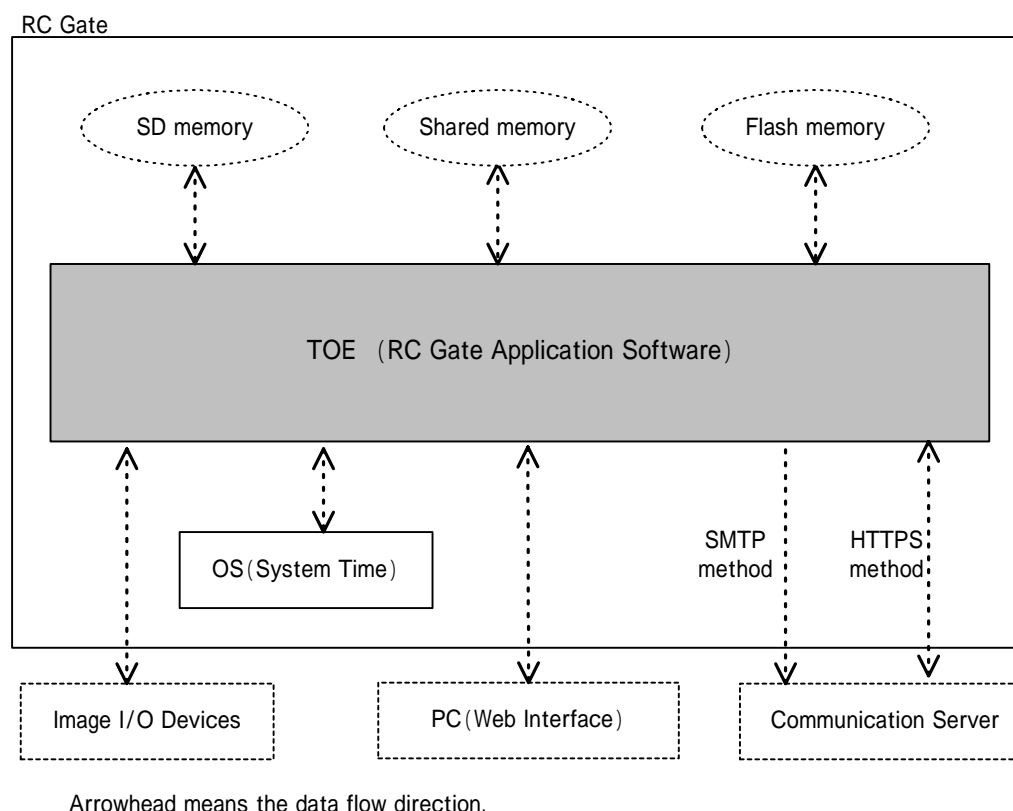 RC Gate
SD memory
Shared memory
Flash memory
TOE (RC Gate Application Software)
SMTP
method
HTTPS
method
OS(System Time)
Image I/O Devices
PC(Web Interface)
Communication Server
Arrowhead means the data flow direction.